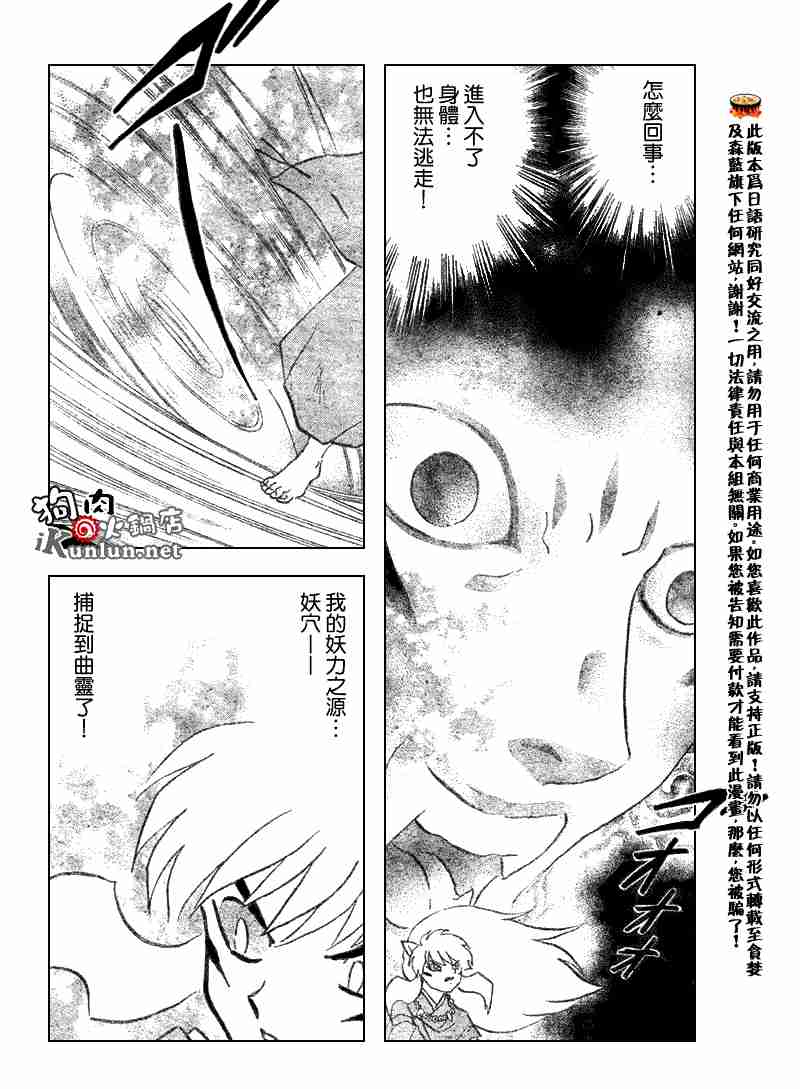 怎麼回事…
進入不了
身體…
也無法逃走！
ゴオオオ
狗肉
火鍋店
iKunlun.net
我的妖力之源…
妖穴——
捕捉到曲靈了！
此版本爲日語研究同好交流之用，請勿用于任何商業用途。如您喜歡此作品，請支持正版！請勿以任何形式轉載至貪婪
及森藍旗下任何網站，謝謝！一切法律責任與本組無關。如果您被告知需要付款才能看到此漫畫，那麽，您被騙了！